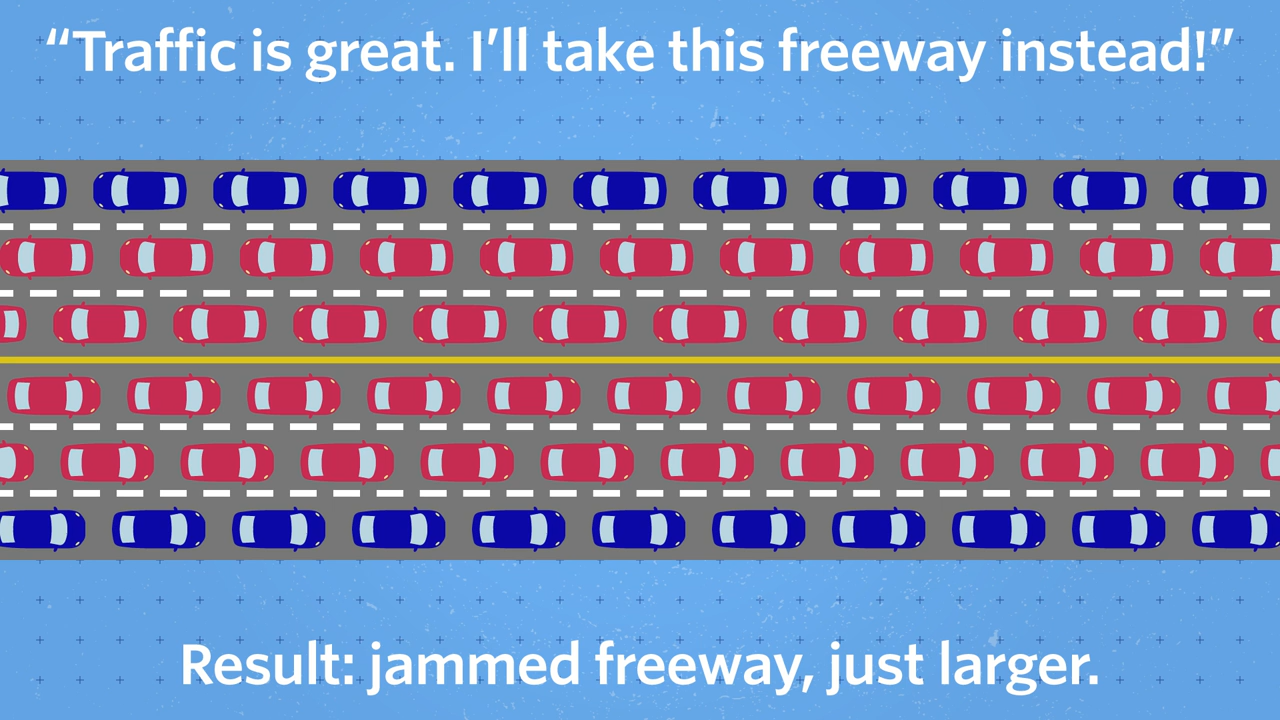 “Traffic is great. I’ll take this freeway instead!”
Result: jammed freeway, just larger.